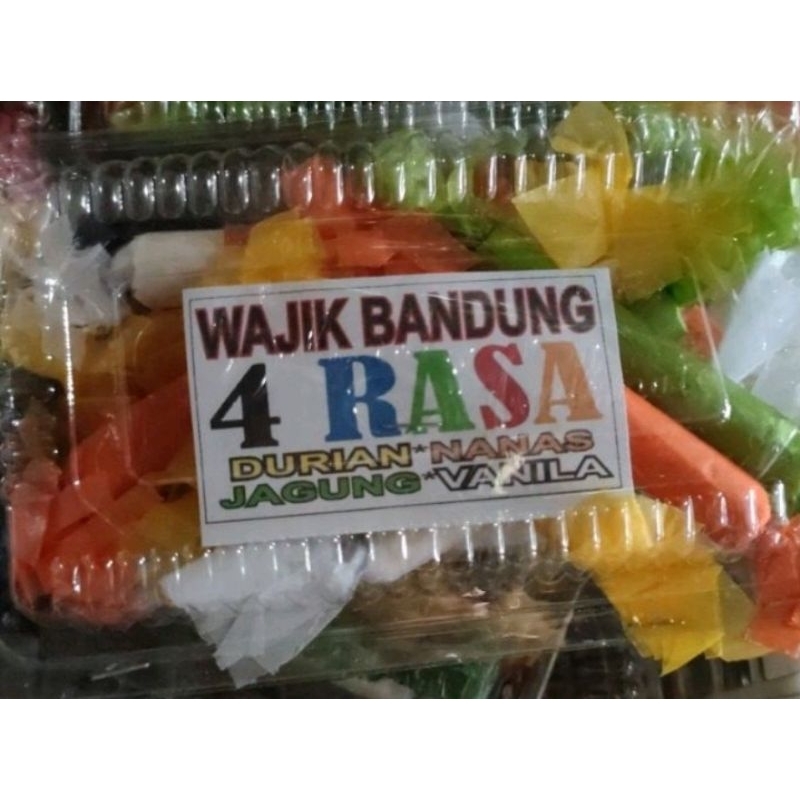 WAJIK BANDUNG
4 RASA
DURIAN*NANAS
JAGUNG*VANILA